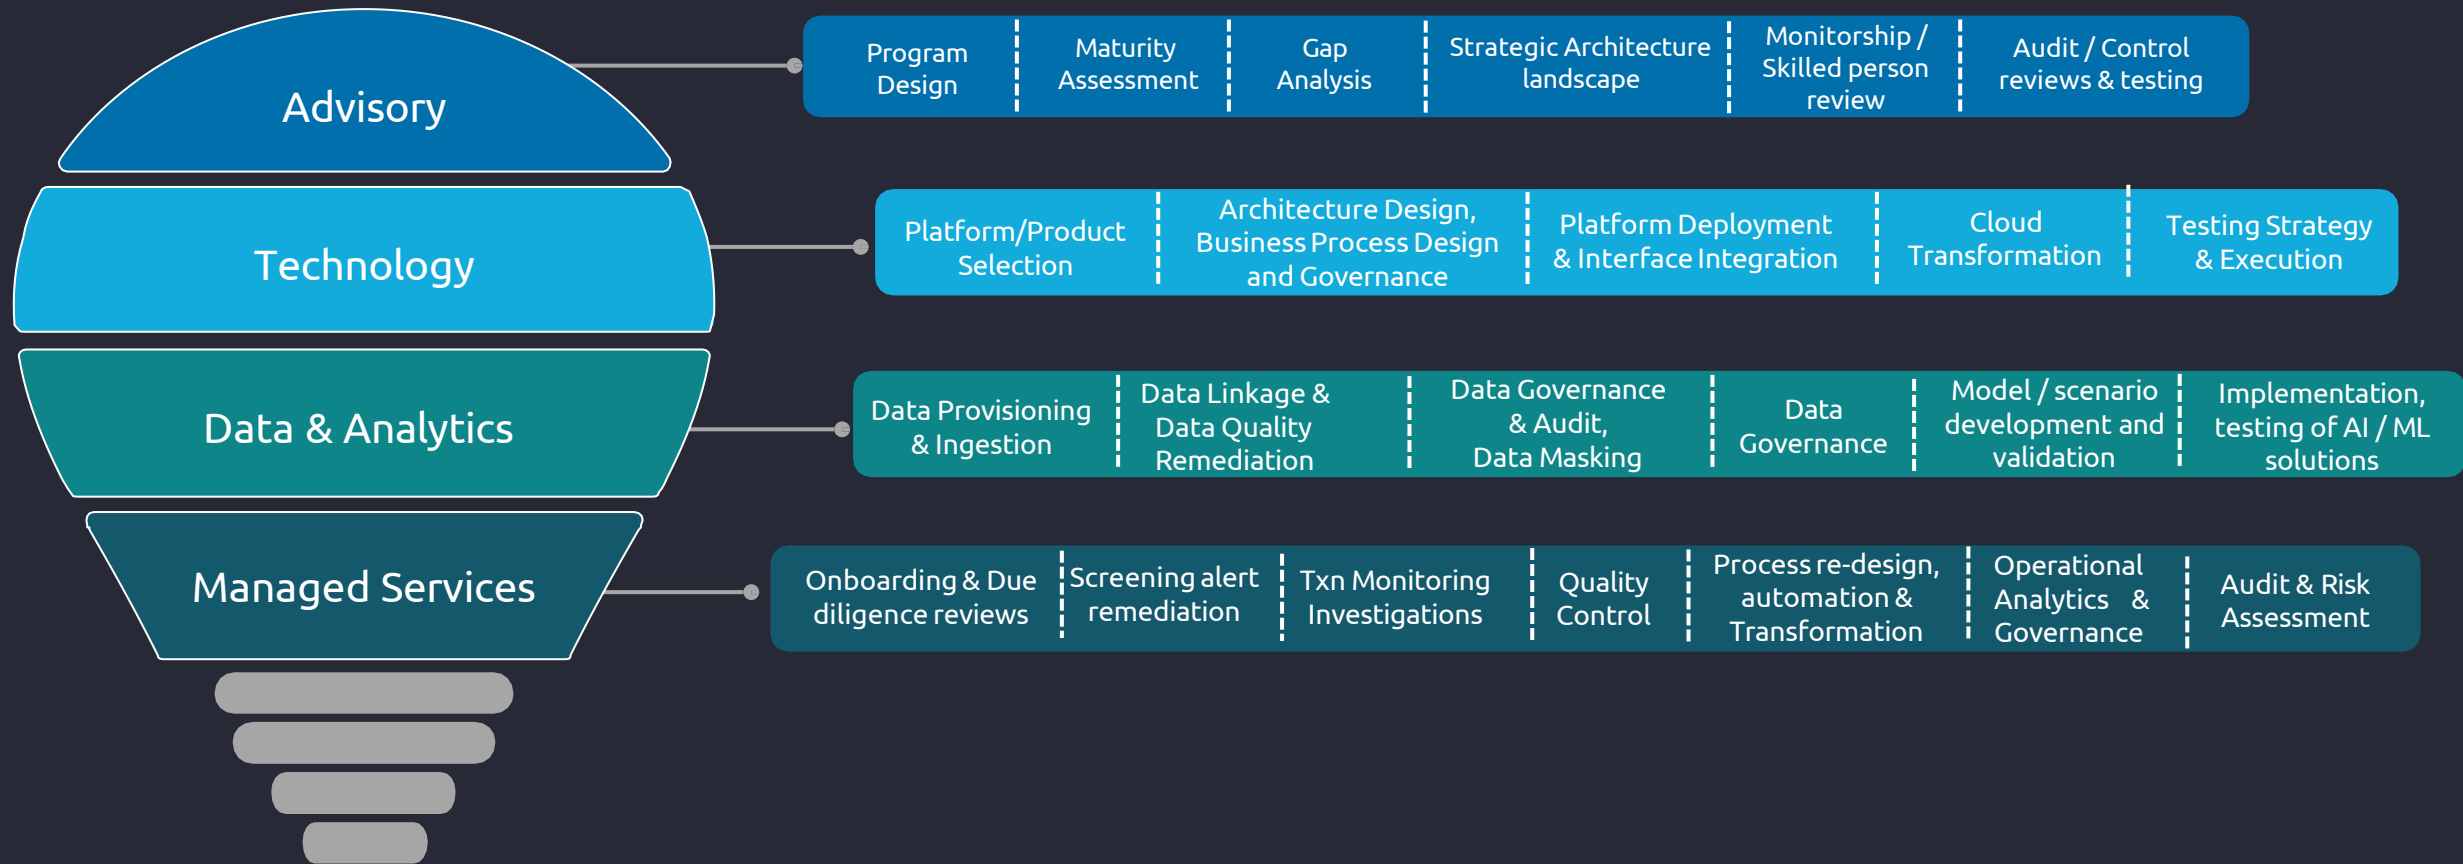 Advisory
Program
Design
Maturity
Assessment
Gap
Analysis
Strategic Architecture
landscape
Monitorship /
Skilled person
review
Audit / Control
reviews & testing
Technology
Platform/Product
Selection
Architecture Design,
Business Process Design
and Governance
Platform Deployment
& Interface Integration
Cloud
Transformation
Testing Strategy
& Execution
Data & Analytics
Data Provisioning
& Ingestion
Data Linkage &
Data Quality
Remediation
Data Governance
& Audit,
Data Masking
Data
Governance
Model / scenario
development and
validation
Implementation,
testing of AI / ML
solutions
Managed Services
Onboarding & Due
diligence reviews
Screening alert
remediation
Txn Monitoring
Investigations
Quality
Control
Process re-design,
automation &
Transformation
Operational
Analytics &
Governance
Audit & Risk
Assessment